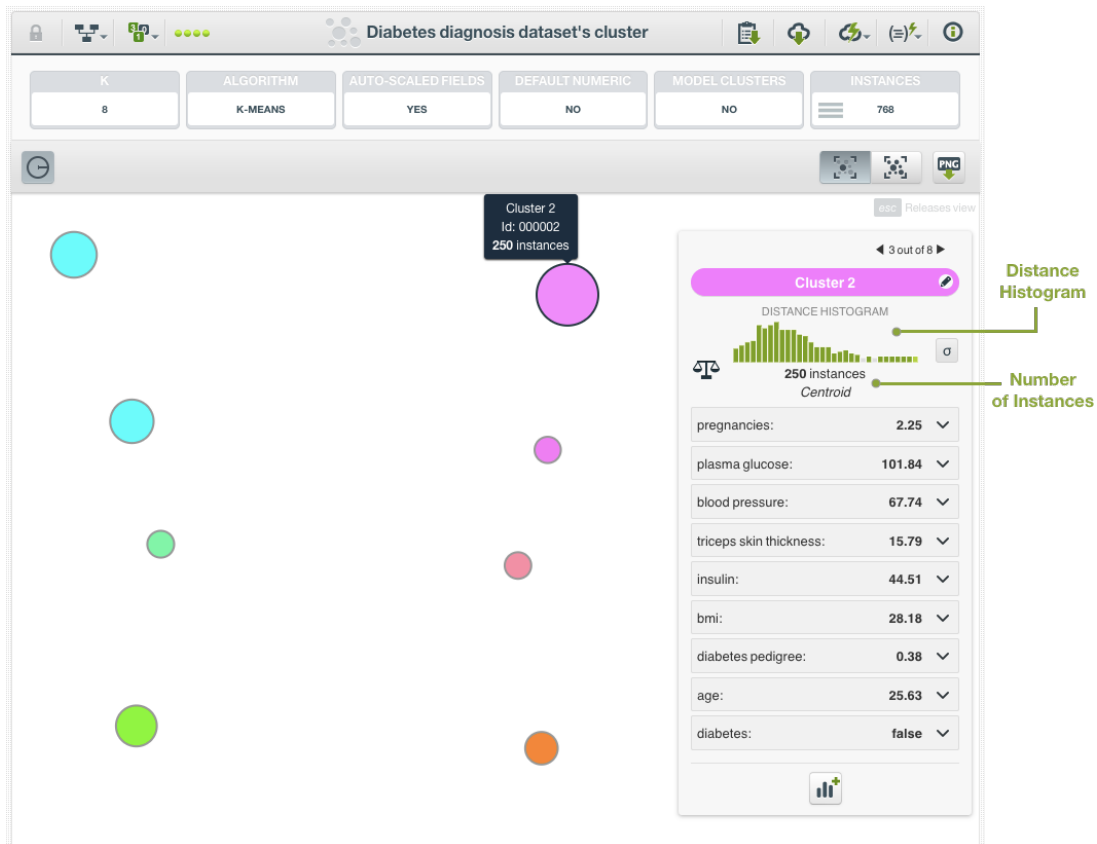 Diabetes diagnosis dataset's cluster
K
8
ALGORITHM
K-MEANS
AUTO-SCALED FIELDS
YES
DEFAULT NUMERIC
NO
MODEL CLUSTERS
NO
INSTANCES
768
PNG
esc Releases view
Cluster 2
Id: 000002
250 instances
3 out of 8
Cluster 2
DISTANCE HISTOGRAM
σ
250 instances
Centroid
pregnancies: 2.25
plasma glucose: 101.84
blood pressure: 67.74
triceps skin thickness: 15.79
insulin: 44.51
bmi: 28.18
diabetes pedigree: 0.38
age: 25.63
diabetes: false
Distance
Histogram
Number
of Instances